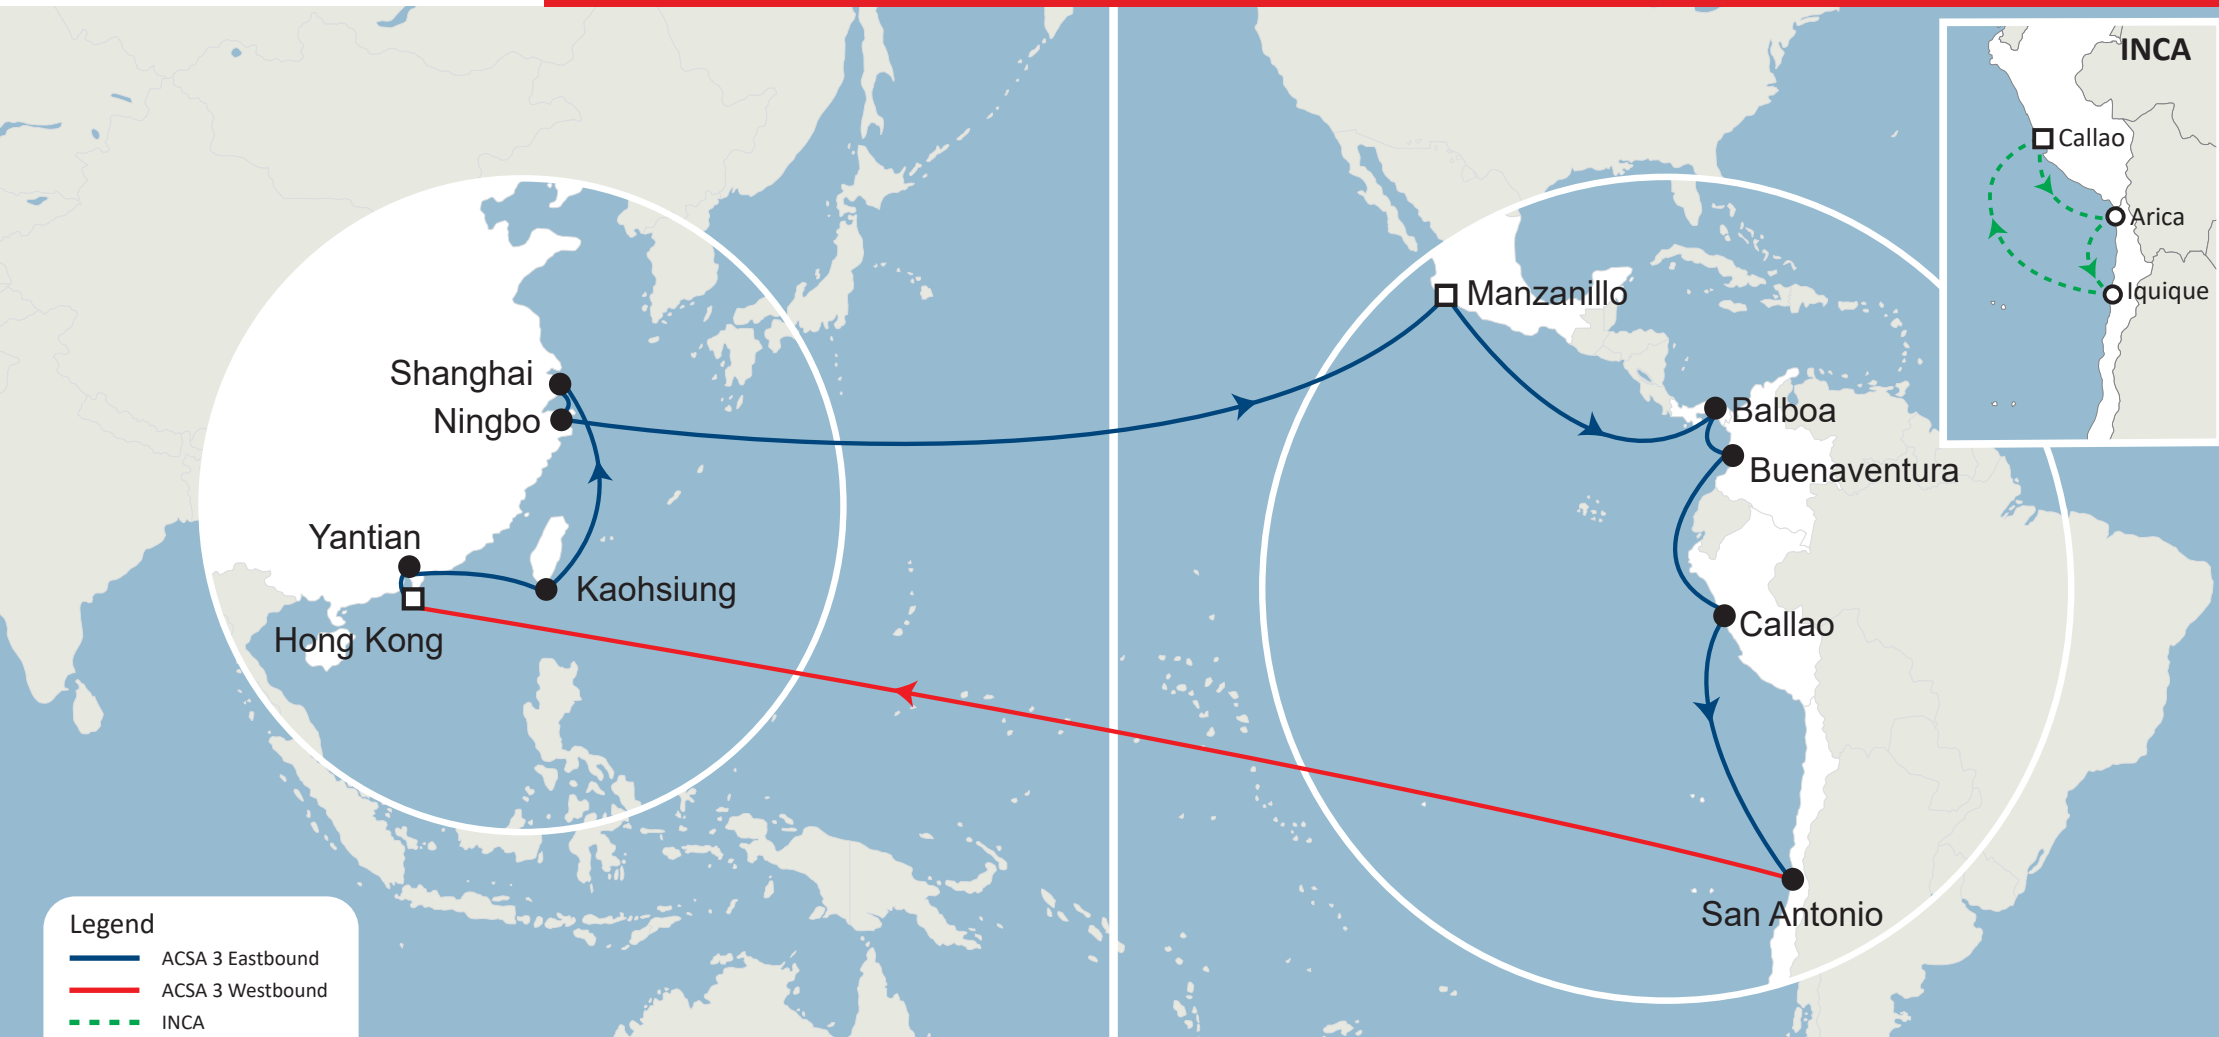 INCA
Callao
Arica
Iquique
Manzanillo
Shanghai
Ningbo
Balboa
Buenaventura
Yantian
Kaohsiung
Hong Kong
Callao
San Antonio
Legend
ACSA 3 Eastbound
ACSA 3 Westbound
INCA